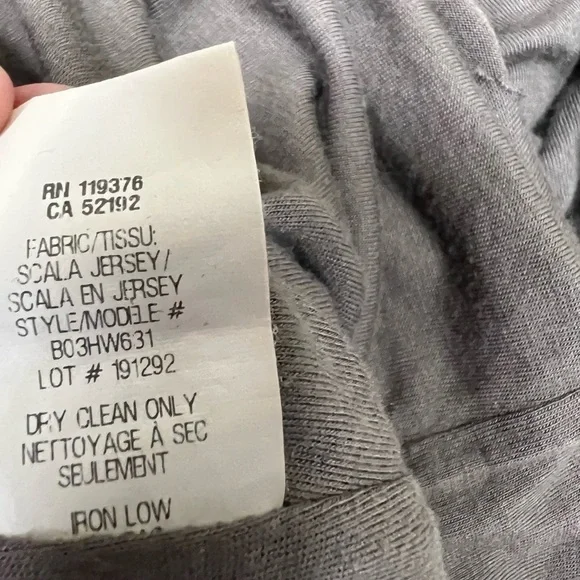 RN 119376
CA 52192
FABRIC/TISSU:
SCALA JERSEY/
SCALA EN JERSEY
STYLE/MODÈLE #
B03HW631
LOT # 191292
DRY CLEAN ONLY
NETTOYAGE À SEC
SEULEMENT
IRON LOW